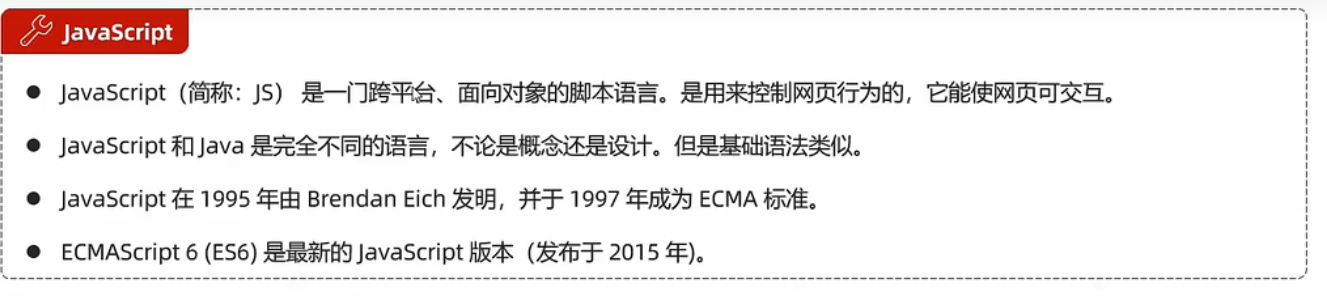 JavaScript
JavaScript（简称：JS） 是一门跨平台、面向对象的脚本语言。是用来控制网页行为的，它能使网页可交互。
JavaScript 和 Java 是完全不同的语言，不论是概念还是设计。但是基础语法类似。
JavaScript 在 1995 年由 Brendan Eich 发明，并于 1997 年成为 ECMA 标准。
ECMAScript 6 (ES6) 是最新的 JavaScript 版本（发布于 2015 年)。